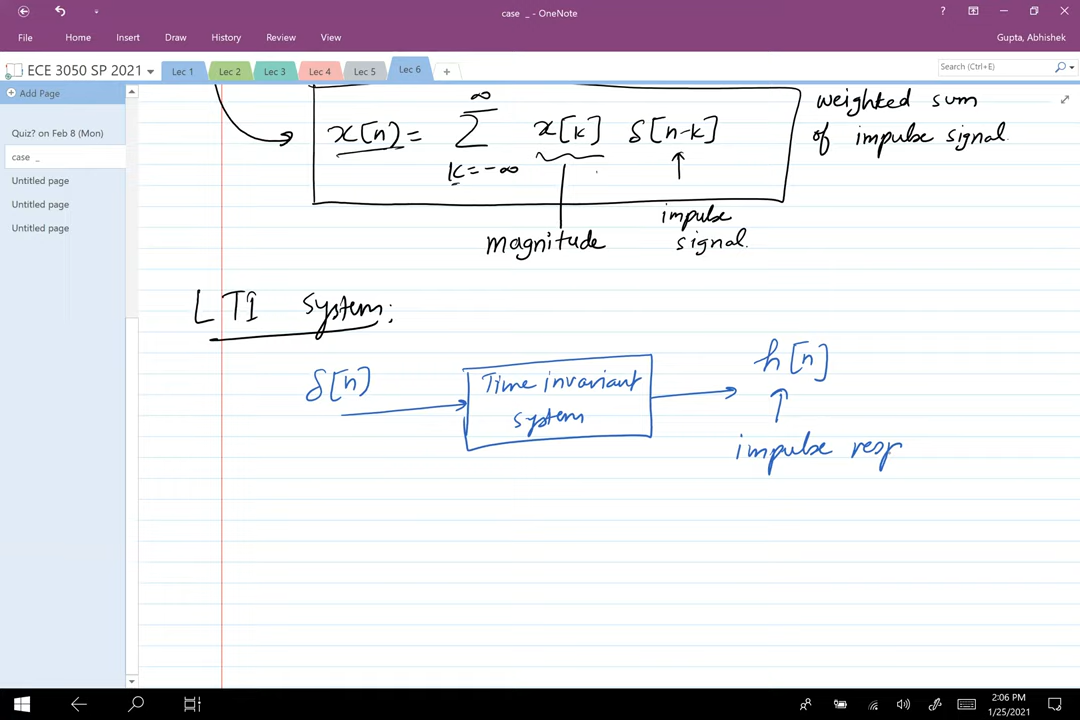 case _ - OneNote
?
Gupta, Abhishek
File Home Insert Draw History Review View
ECE 3050 SP 2021
Lec 1 Lec 2 Lec 3 Lec 4 Lec 5 Lec 6 +
Search (Ctrl+E)
Add Page
Quiz? on Feb 8 (Mon)
case _
Untitled page
Untitled page
Untitled page
x[n] = ∑ x[k] δ[n-k]
∞
k=-∞
weighted sum
of impulse signal.
magnitude
impulse
signal.
LTI system:
δ[n]
Time invariant
system
h[n]
impulse resp
2:06 PM
1/25/2021